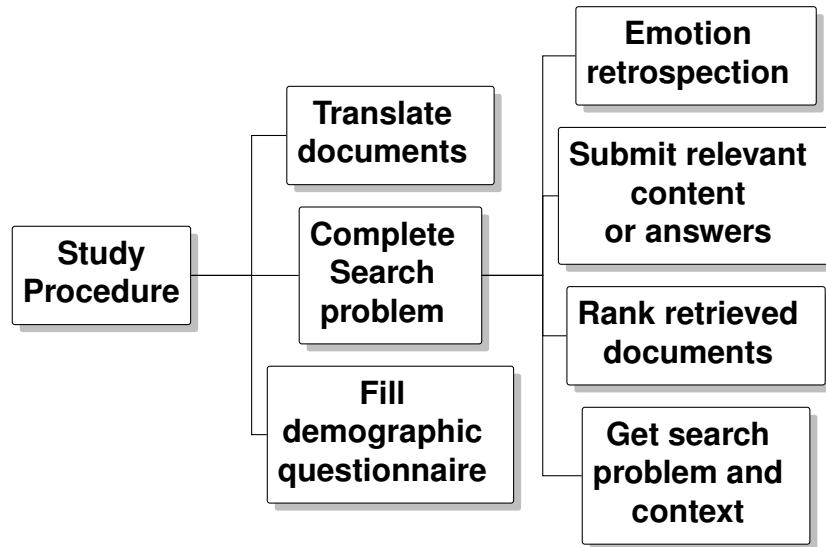 Study
Procedure
Translate
documents
Complete
Search
problem
Fill
demographic
questionnaire
Emotion
retrospection
Submit relevant
content
or answers
Rank retrieved
documents
Get search
problem and
context